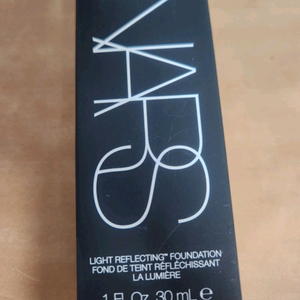 NARS
LIGHT REFLECTING™ FOUNDATION
FOND DE TEINT RÉFLÉCHISSANT
LA LUMIÈRE
1 Fl. Oz. 30 mL e